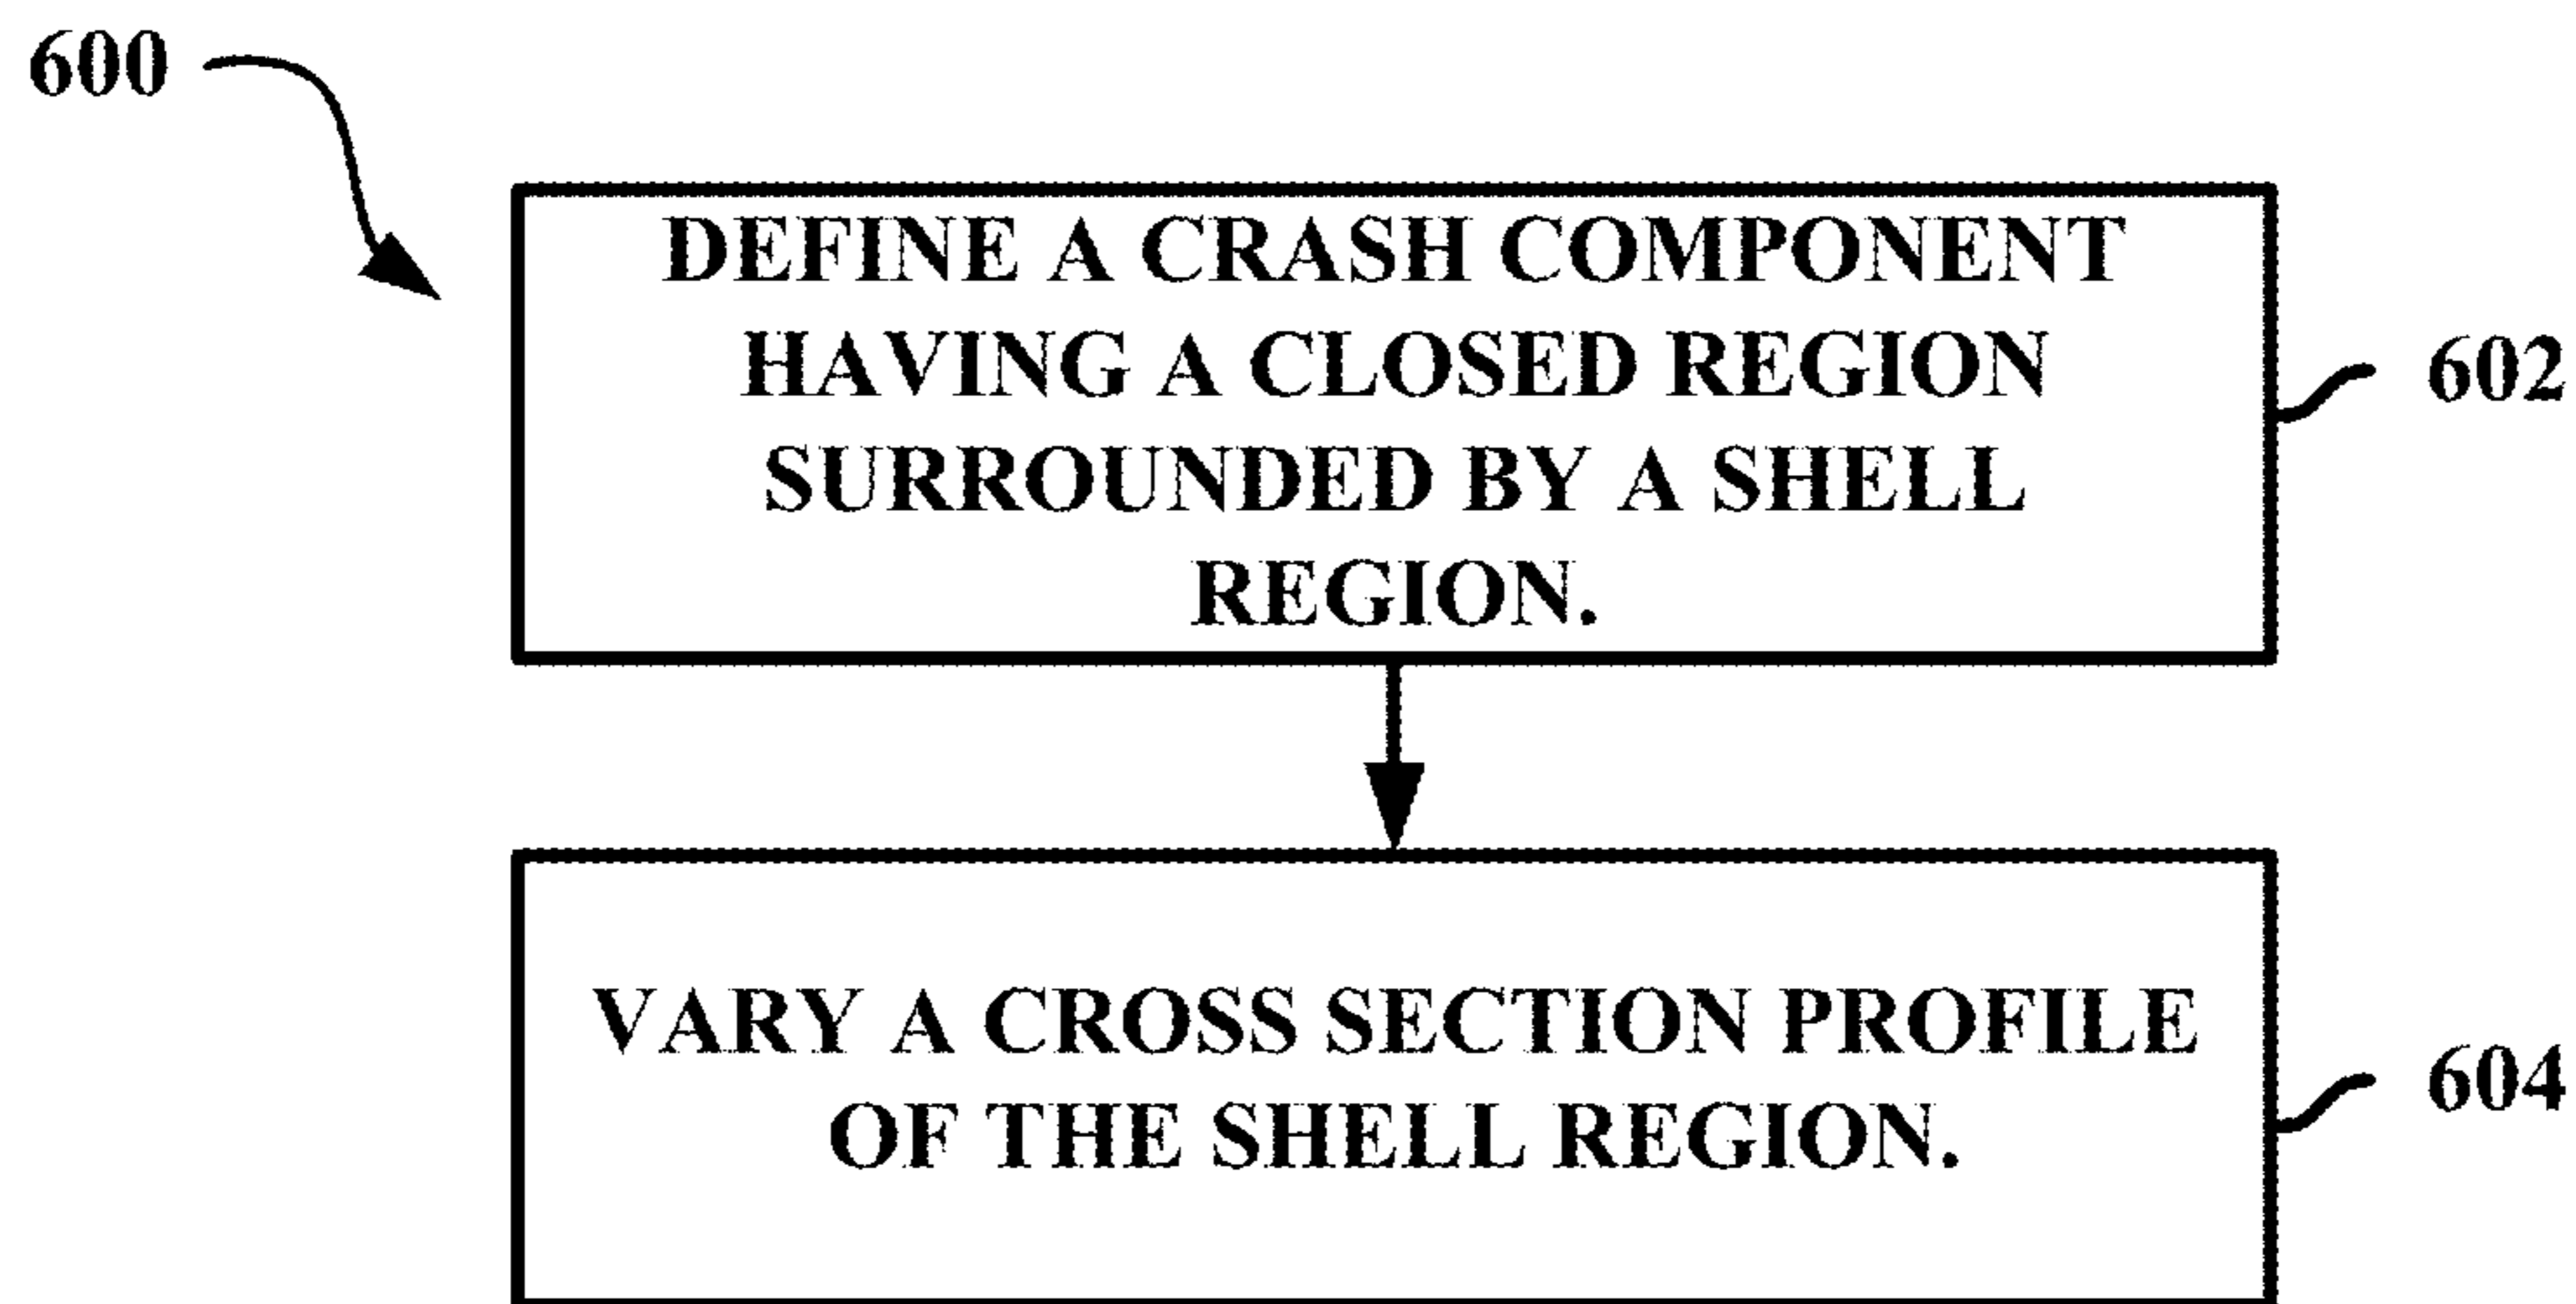 600
DEFINE A CRASH COMPONENT
HAVING A CLOSED REGION
SURROUNDED BY A SHELL
REGION.
602
VARY A CROSS SECTION PROFILE
OF THE SHELL REGION.
604